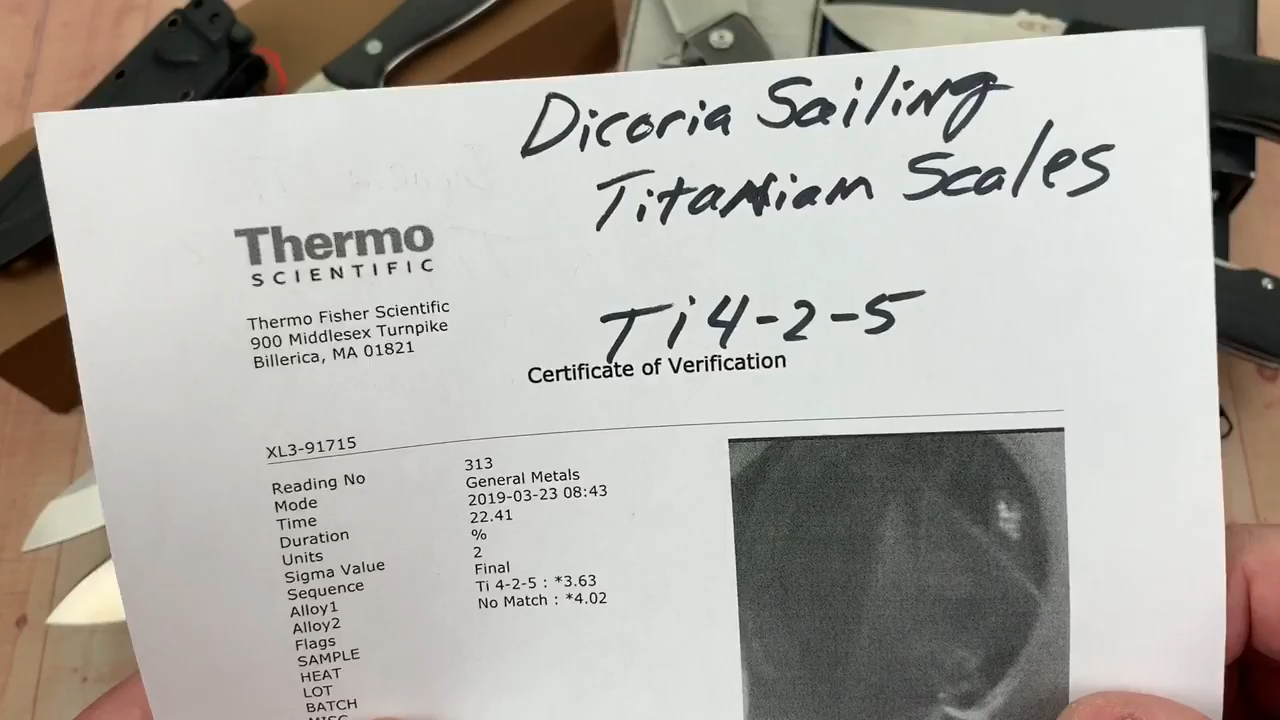 Dicoria Sailing
Titanium Scales
Thermo
SCIENTIFIC
Ti 4-2-5
Thermo Fisher Scientific
900 Middlesex Turnpike
Billerica, MA 01821
Certificate of Verification
XL3-91715
Reading No 313
Mode General Metals
Time 2019-03-23 08:43
Duration 22.41
Units %
Sigma Value 2
Sequence Final
Alloy1 Ti 4-2-5 : *3.63
Alloy2 No Match : *4.02
Flags
SAMPLE
HEAT
LOT
BATCH
MISC